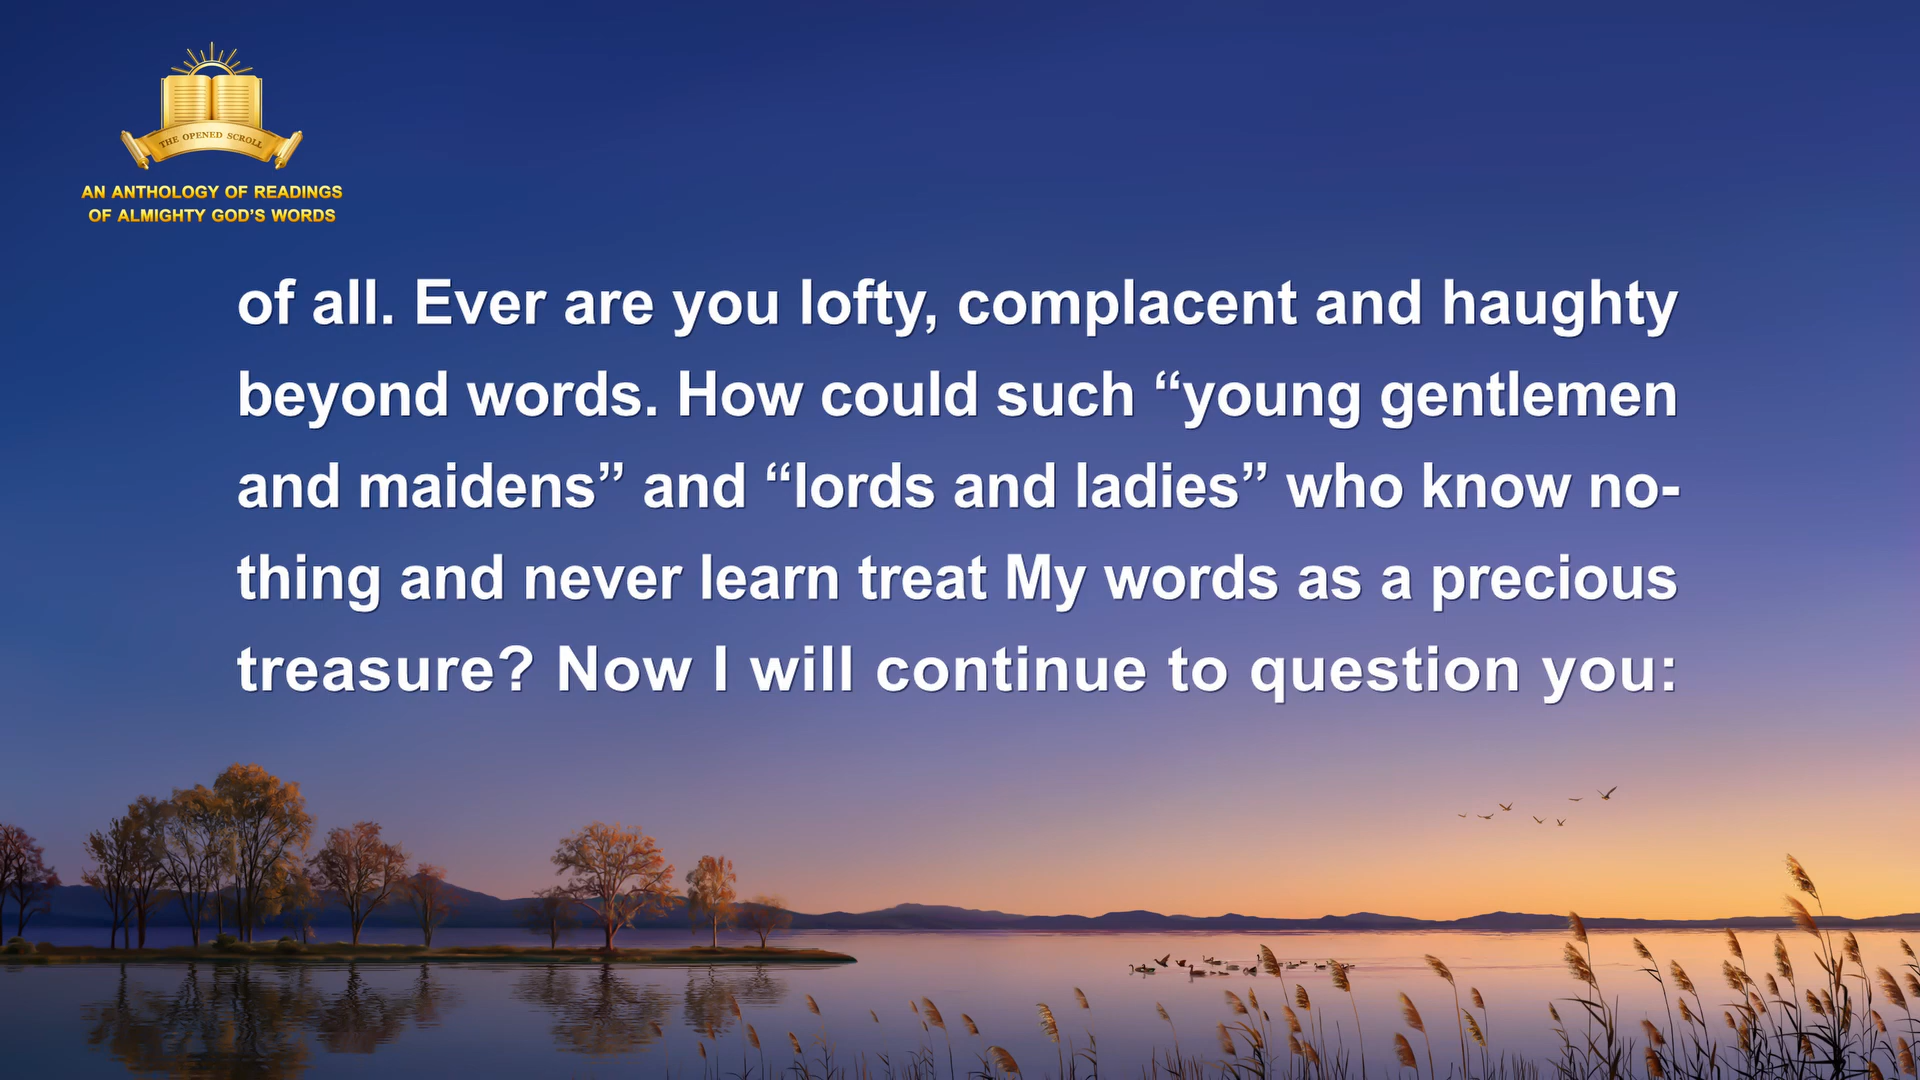 THE OPENED SCROLL
AN ANTHOLOGY OF READINGS
OF ALMIGHTY GOD'S WORDS
of all. Ever are you lofty, complacent and haughty
beyond words. How could such “young gentlemen
and maidens” and “lords and ladies” who know no-
thing and never learn treat My words as a precious
treasure? Now I will continue to question you: